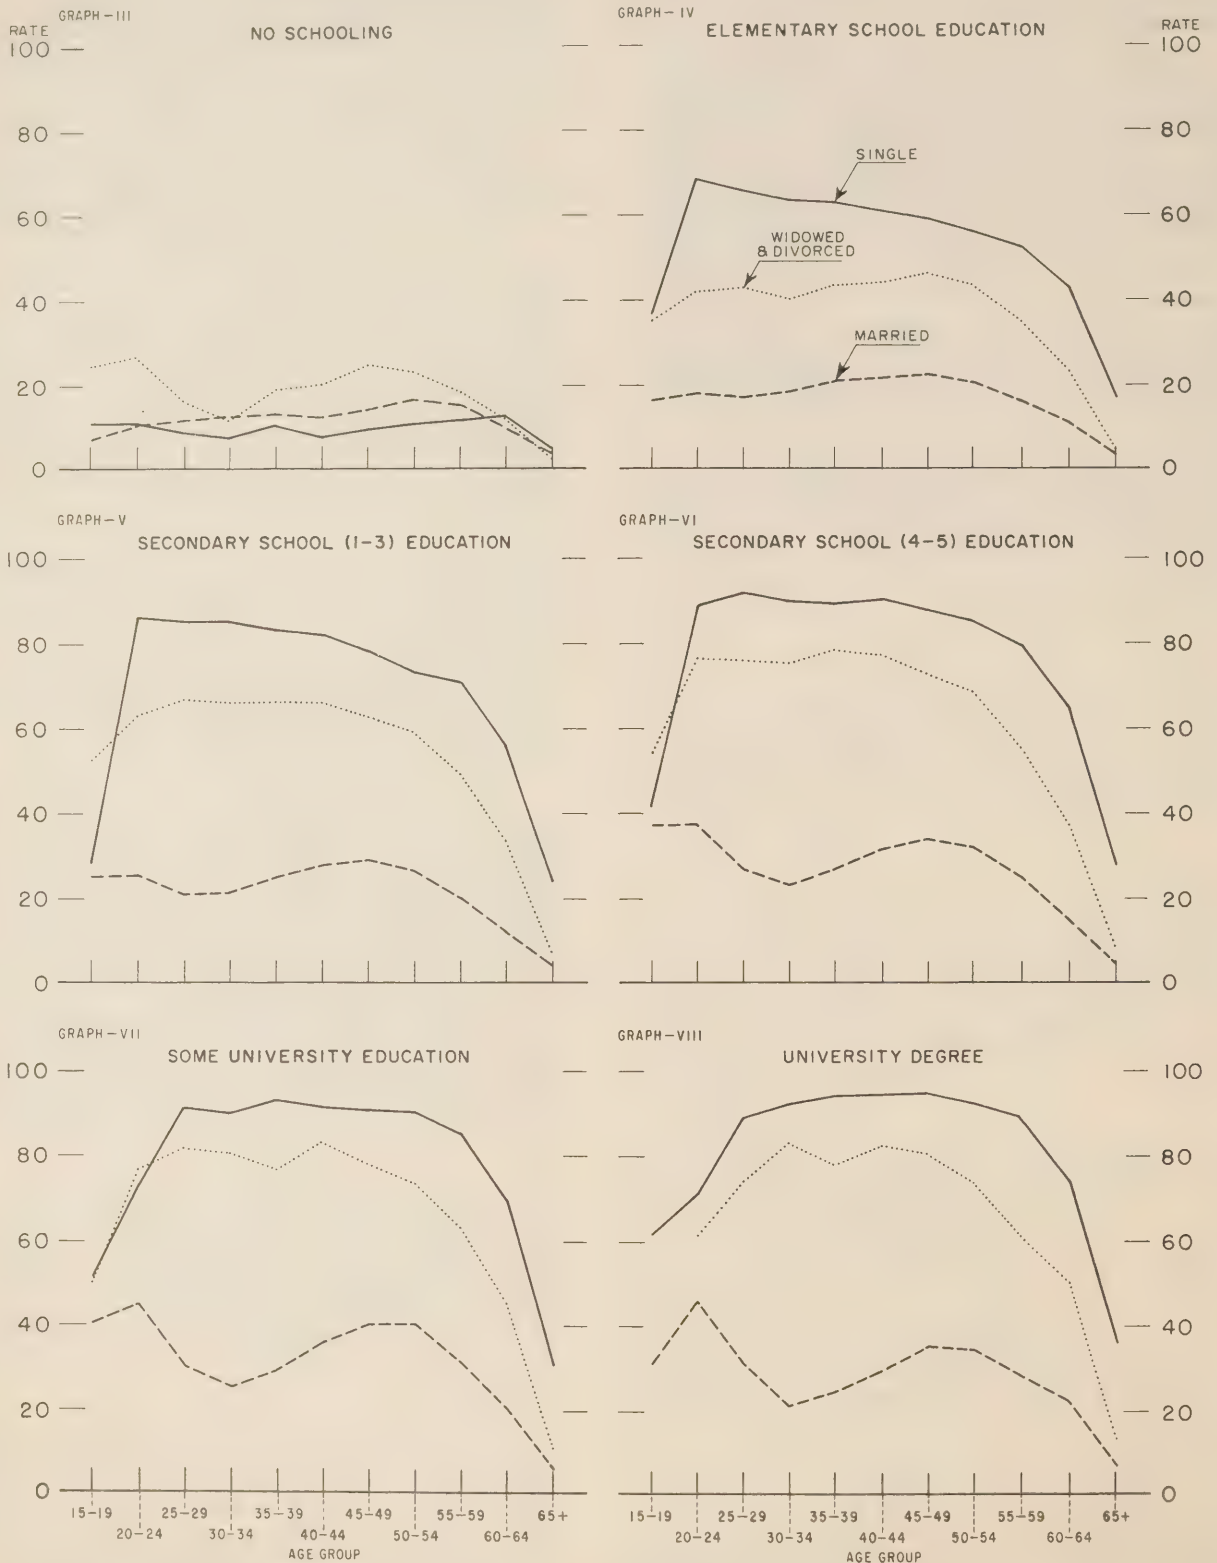 GRAPH-III
NO SCHOOLING
RATE
100
80
60
40
20
0
GRAPH-IV
ELEMENTARY SCHOOL EDUCATION
RATE
100
80
60
40
20
0
SINGLE
WIDOWED
& DIVORCED
MARRIED
GRAPH-V
SECONDARY SCHOOL (1-3) EDUCATION
100
80
60
40
20
0
GRAPH-VI
SECONDARY SCHOOL (4-5) EDUCATION
100
80
60
40
20
0
GRAPH-VII
SOME UNIVERSITY EDUCATION
100
80
60
40
20
0
15-19 25-29 35-39 45-49 55-59 65+
20-24 30-34 40-44 50-54 60-64
AGE GROUP
GRAPH-VIII
UNIVERSITY DEGREE
100
80
60
40
20
0
15-19 25-29 35-39 45-49 55-59 65+
20-24 30-34 40-44 50-54 60-64
AGE GROUP